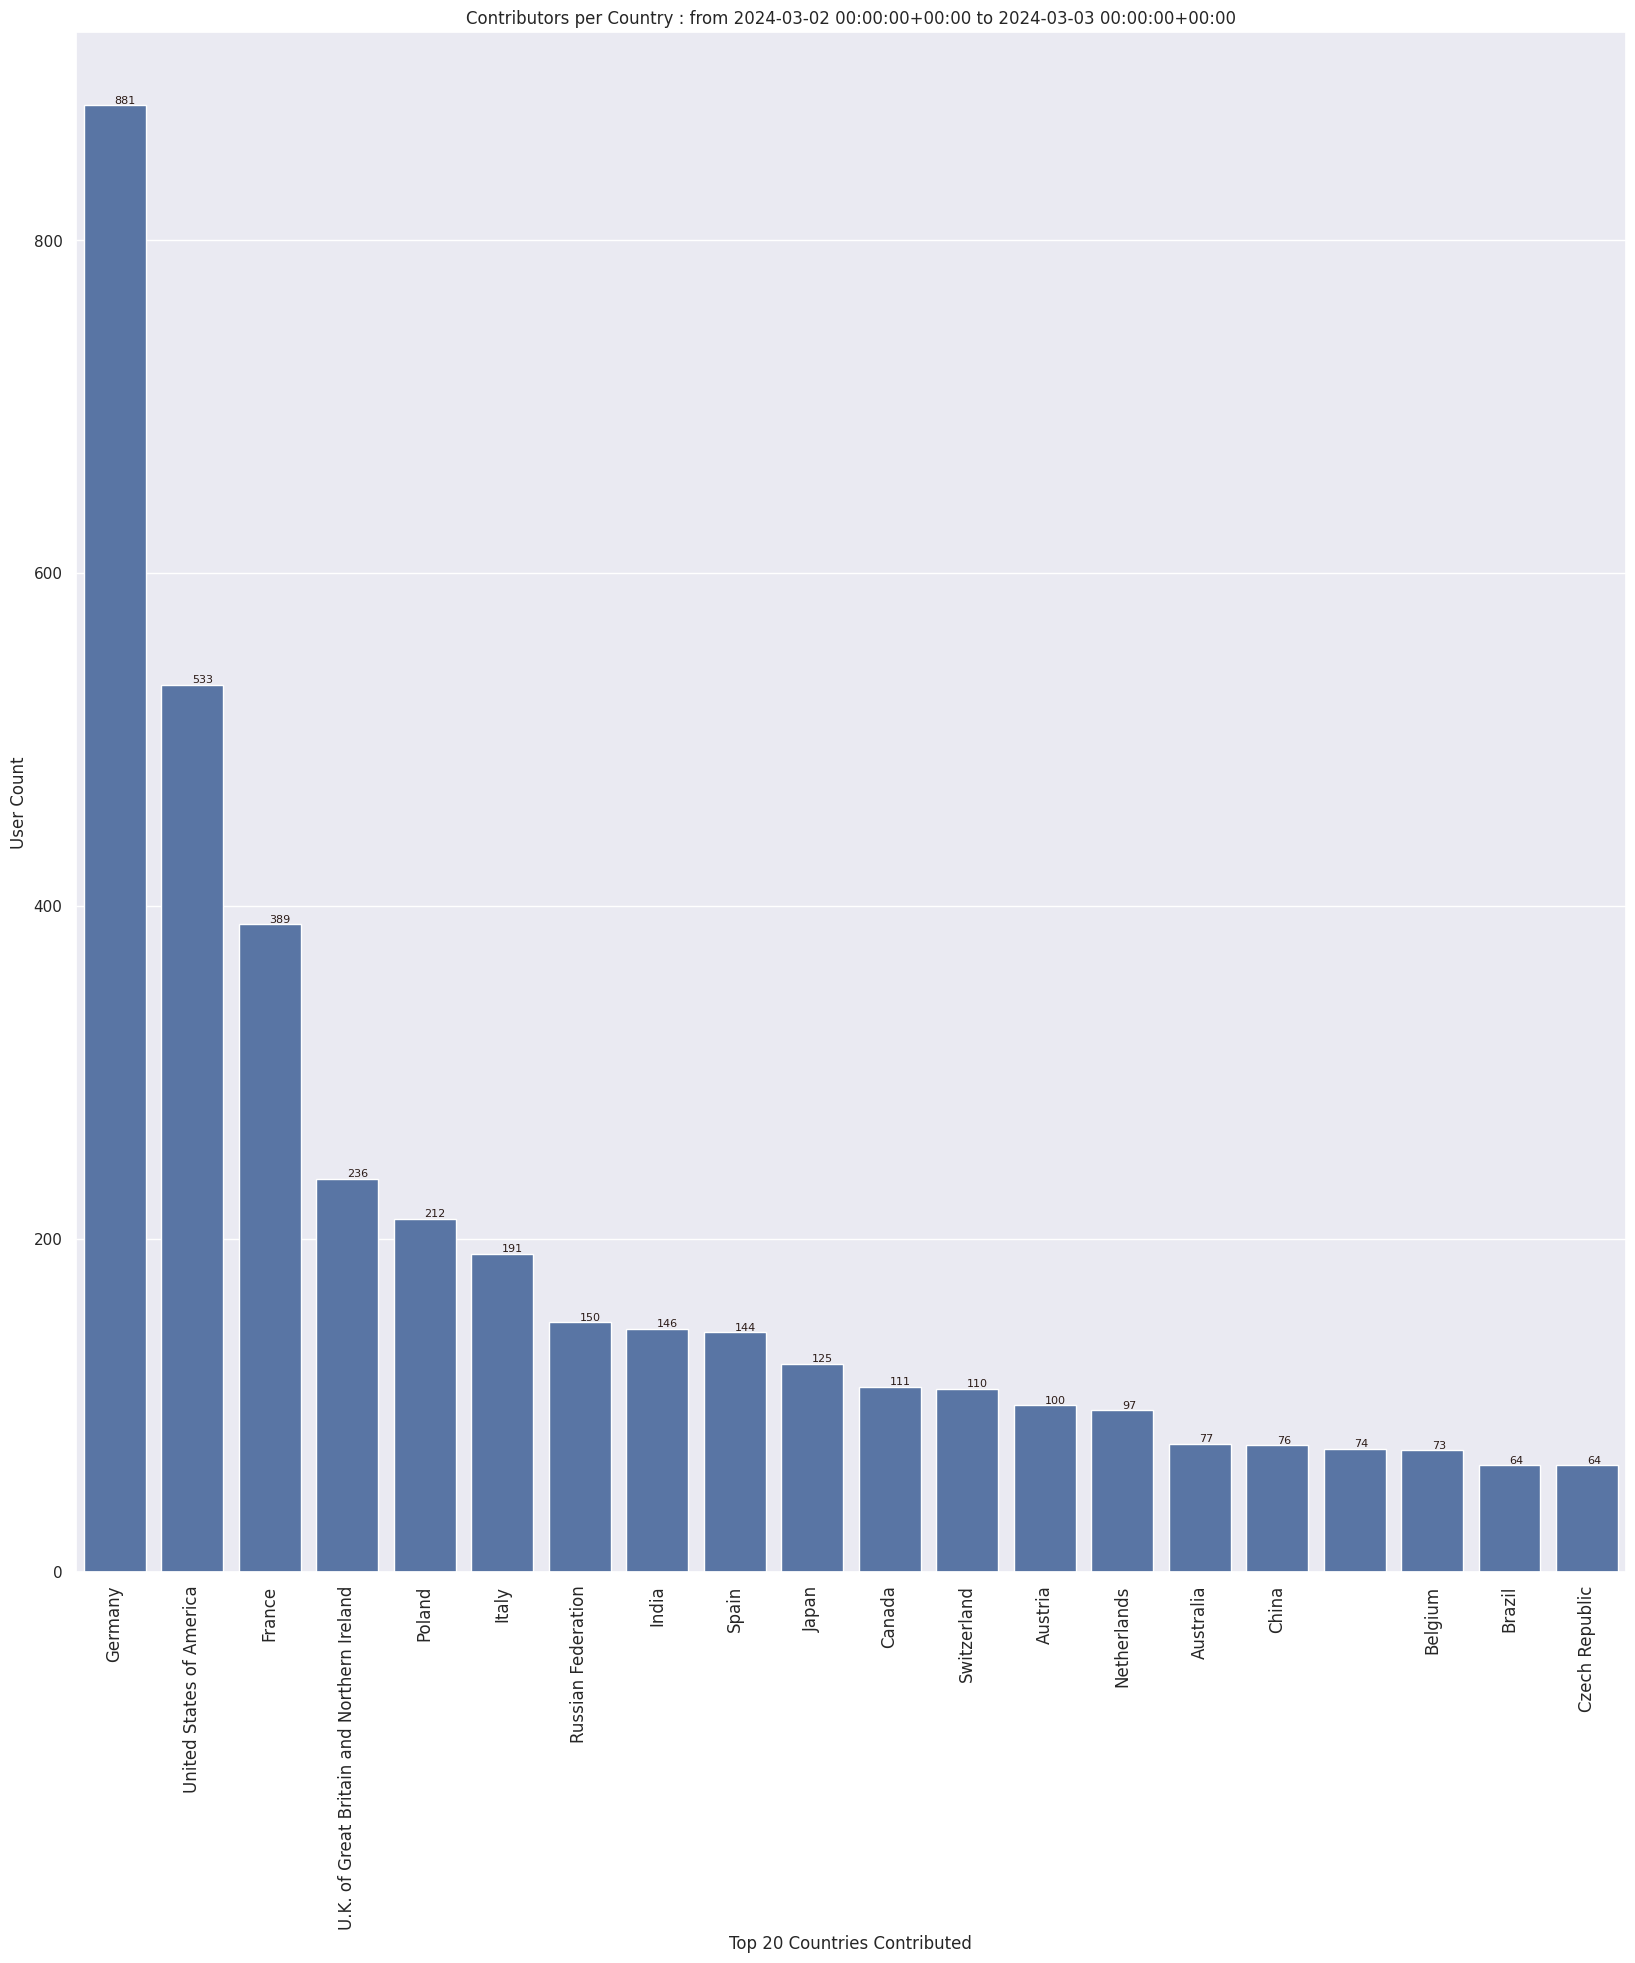 Contributors per Country : from 2024-03-02 00:00:00+00:00 to 2024-03-03 00:00:00+00:00
User Count
800
600
400
200
0
881
533
389
236
212
191
150
146
144
125
111
110
100
97
77
76
74
73
64
64
Germany
United States of America
France
U.K. of Great Britain and Northern Ireland
Poland
Italy
Russian Federation
India
Spain
Japan
Canada
Switzerland
Austria
Netherlands
Australia
China
Belgium
Brazil
Czech Republic
Top 20 Countries Contributed